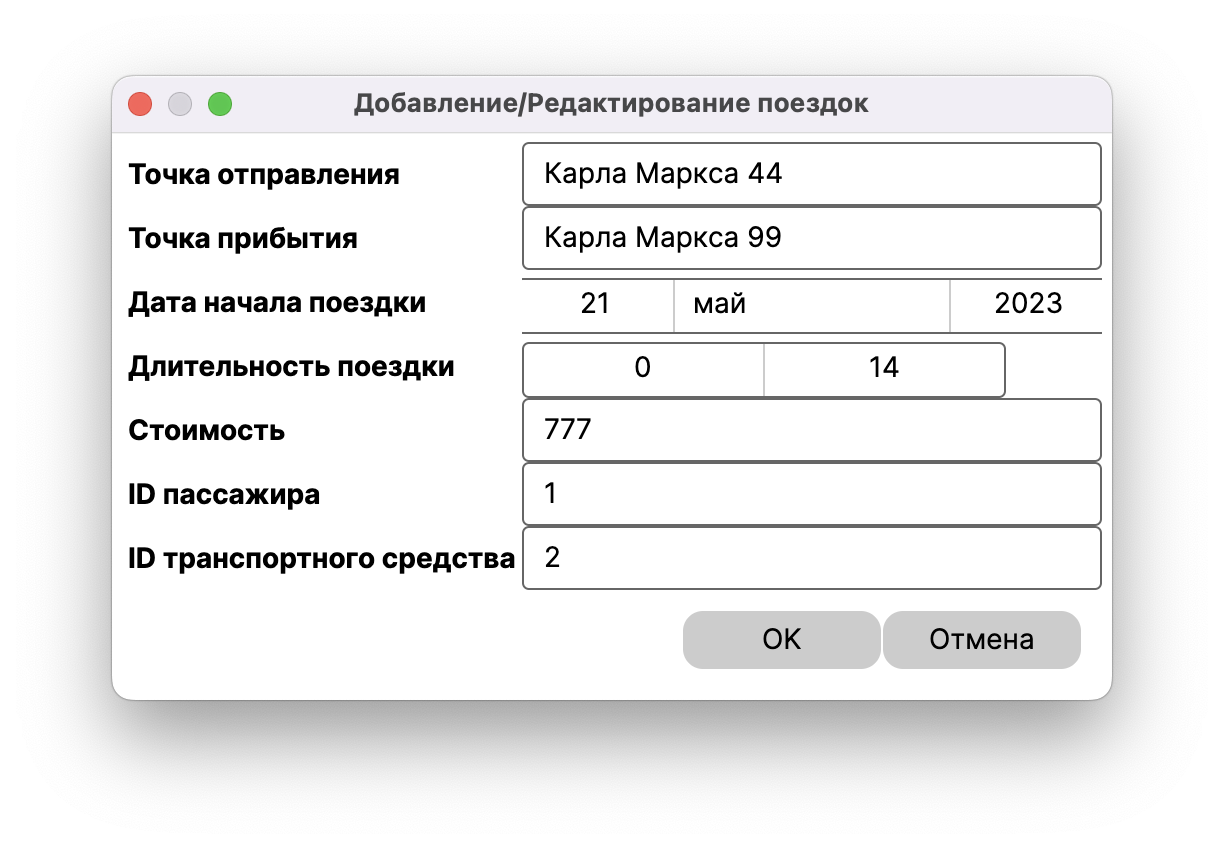 Добавление/Редактирование поездок
Точка отправления Карла Маркса 44
Точка прибытия Карла Маркса 99
Дата начала поездки 21 май 2023
Длительность поездки 0 14
Стоимость 777
ID пассажира 1
ID транспортного средства 2
OK Отмена